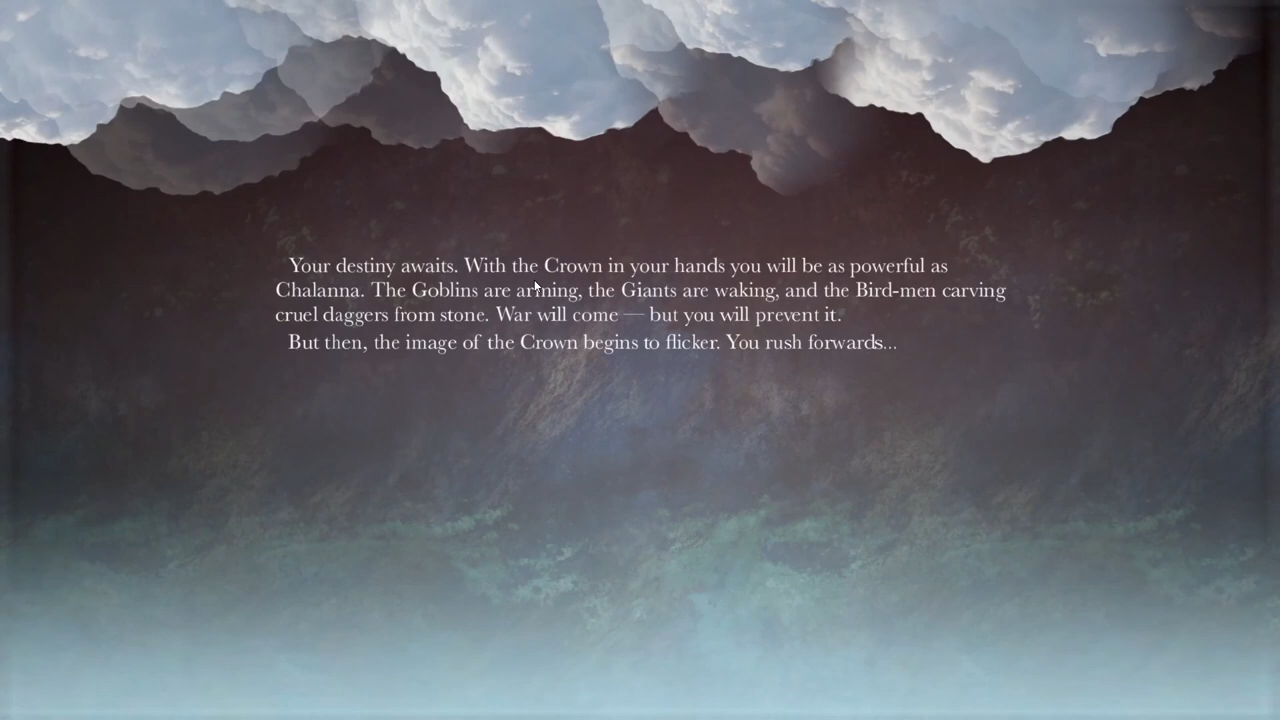 Your destiny awaits. With the Crown in your hands you will be as powerful as
Chalanna. The Goblins are arming, the Giants are waking, and the Bird-men carving
cruel daggers from stone. War will come — but you will prevent it.
But then, the image of the Crown begins to flicker. You rush forwards...